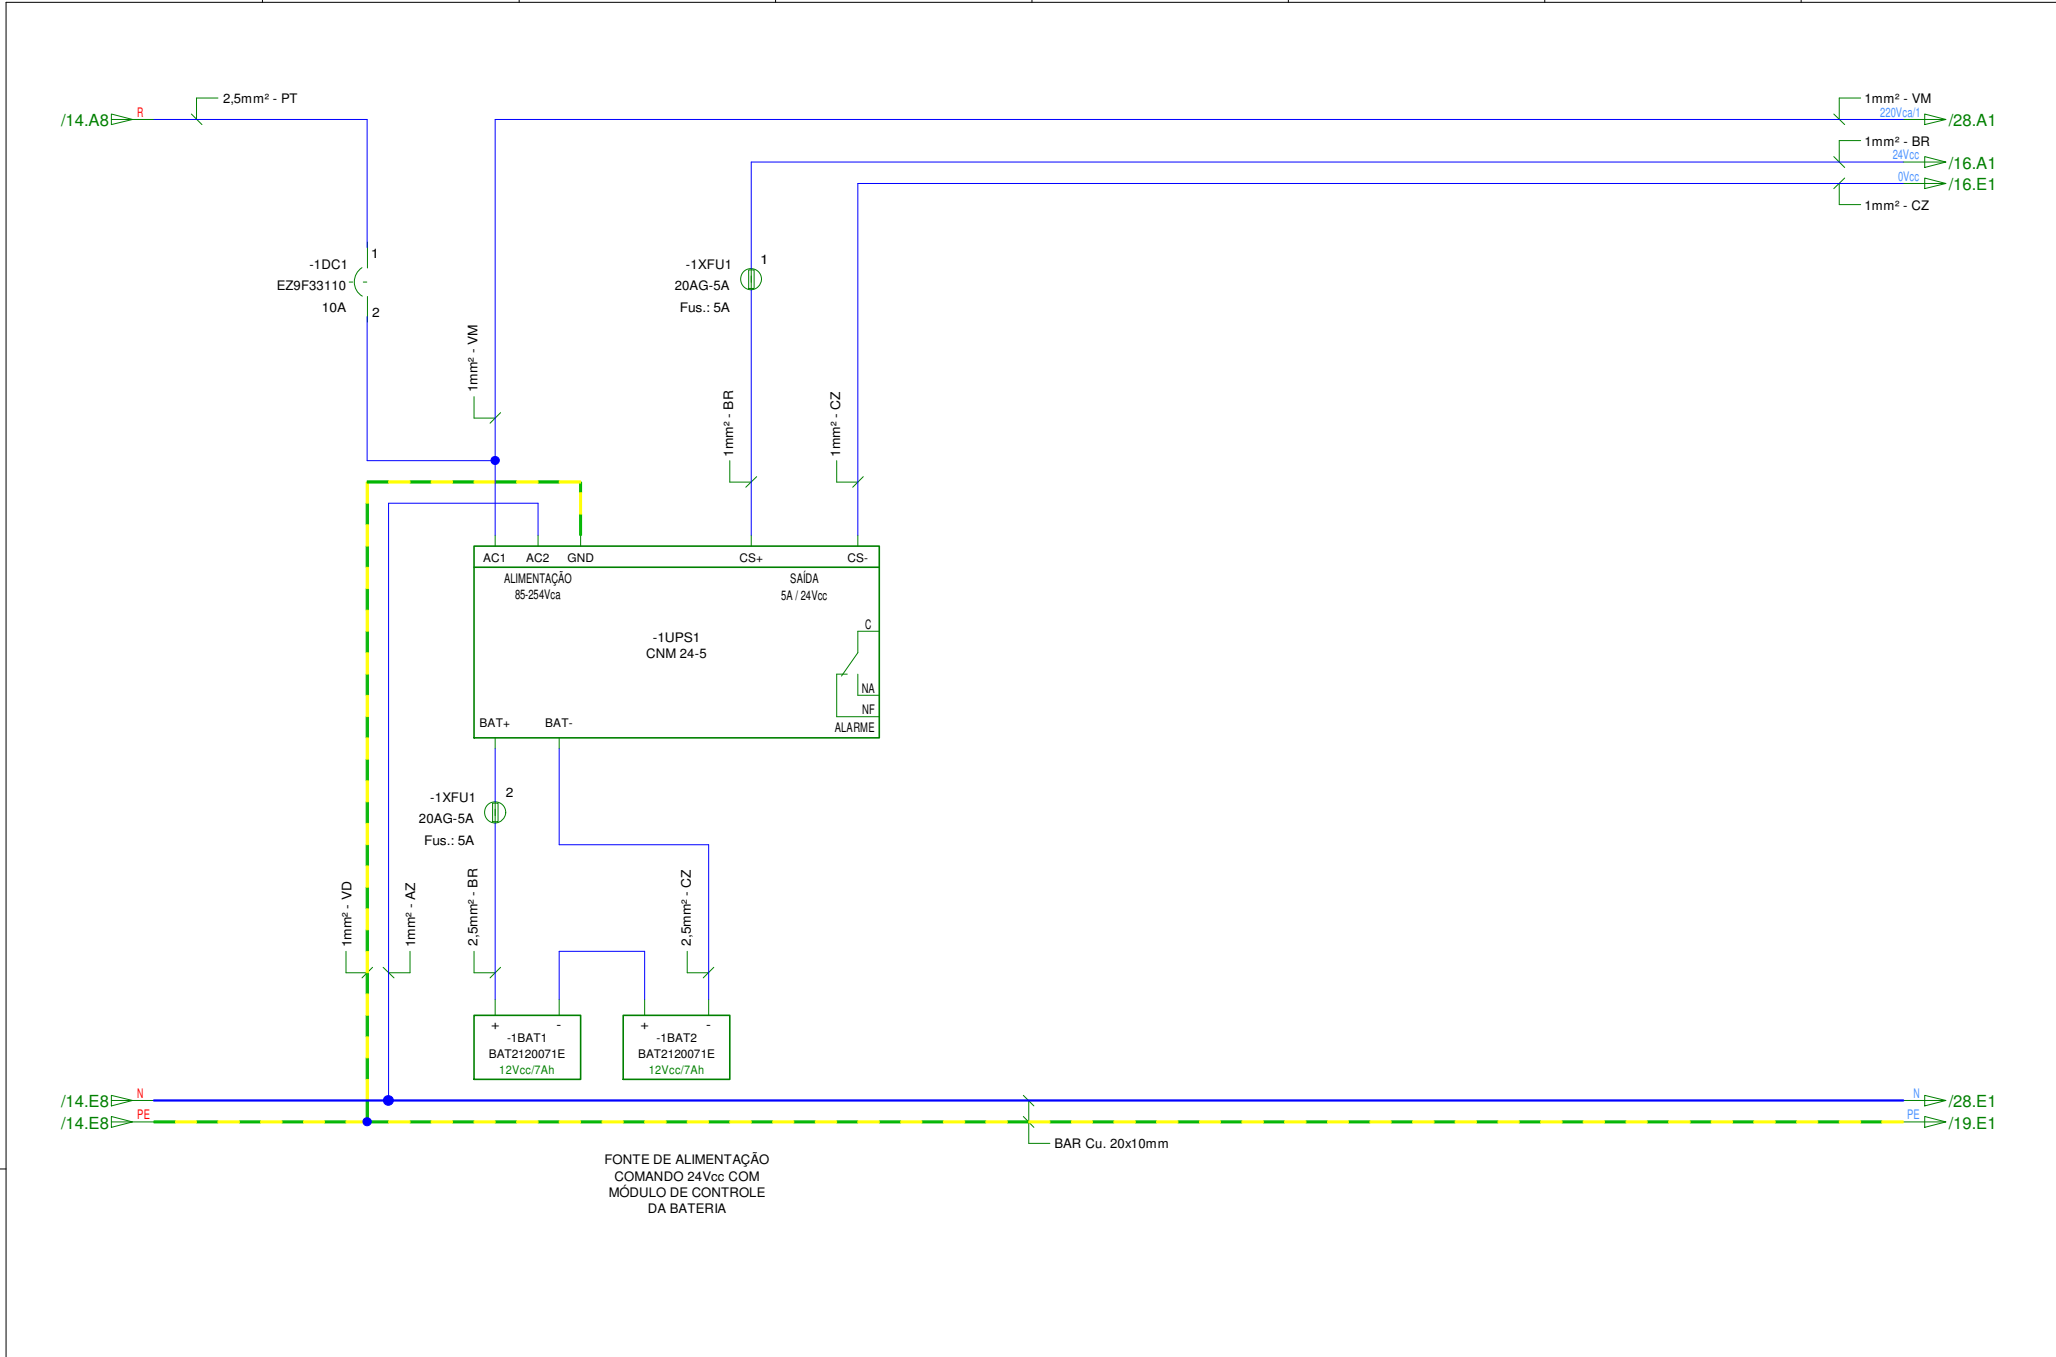 2,5mm² - PT
/14.A8
R
1mm² - VM
220Vca/1
/28.A1
1mm² - BR
24Vcc
/16.A1
0Vcc
/16.E1
1mm² - CZ
-1DC1
EZ9F33110
10A
1
2
-1XFU1
20AG-5A
Fus.: 5A
1
1mm² - VM
1mm² - BR
1mm² - CZ
AC1
AC2
GND
CS+
CS-
ALIMENTAÇÃO
85-254Vca
SAÍDA
5A / 24Vcc
-1UPS1
CNM 24-5
C
NA
NF
ALARME
BAT+
BAT-
-1XFU1
20AG-5A
Fus.: 5A
2
1mm² - VD
1mm² - AZ
2,5mm² - BR
2,5mm² - CZ
+ -
-1BAT1
BAT2120071E
12Vcc/7Ah
+ -
-1BAT2
BAT2120071E
12Vcc/7Ah
/14.E8
N
/14.E8
PE
N
/28.E1
PE
/19.E1
BAR Cu. 20x10mm
FONTE DE ALIMENTAÇÃO
COMANDO 24Vcc COM
MÓDULO DE CONTROLE
DA BATERIA